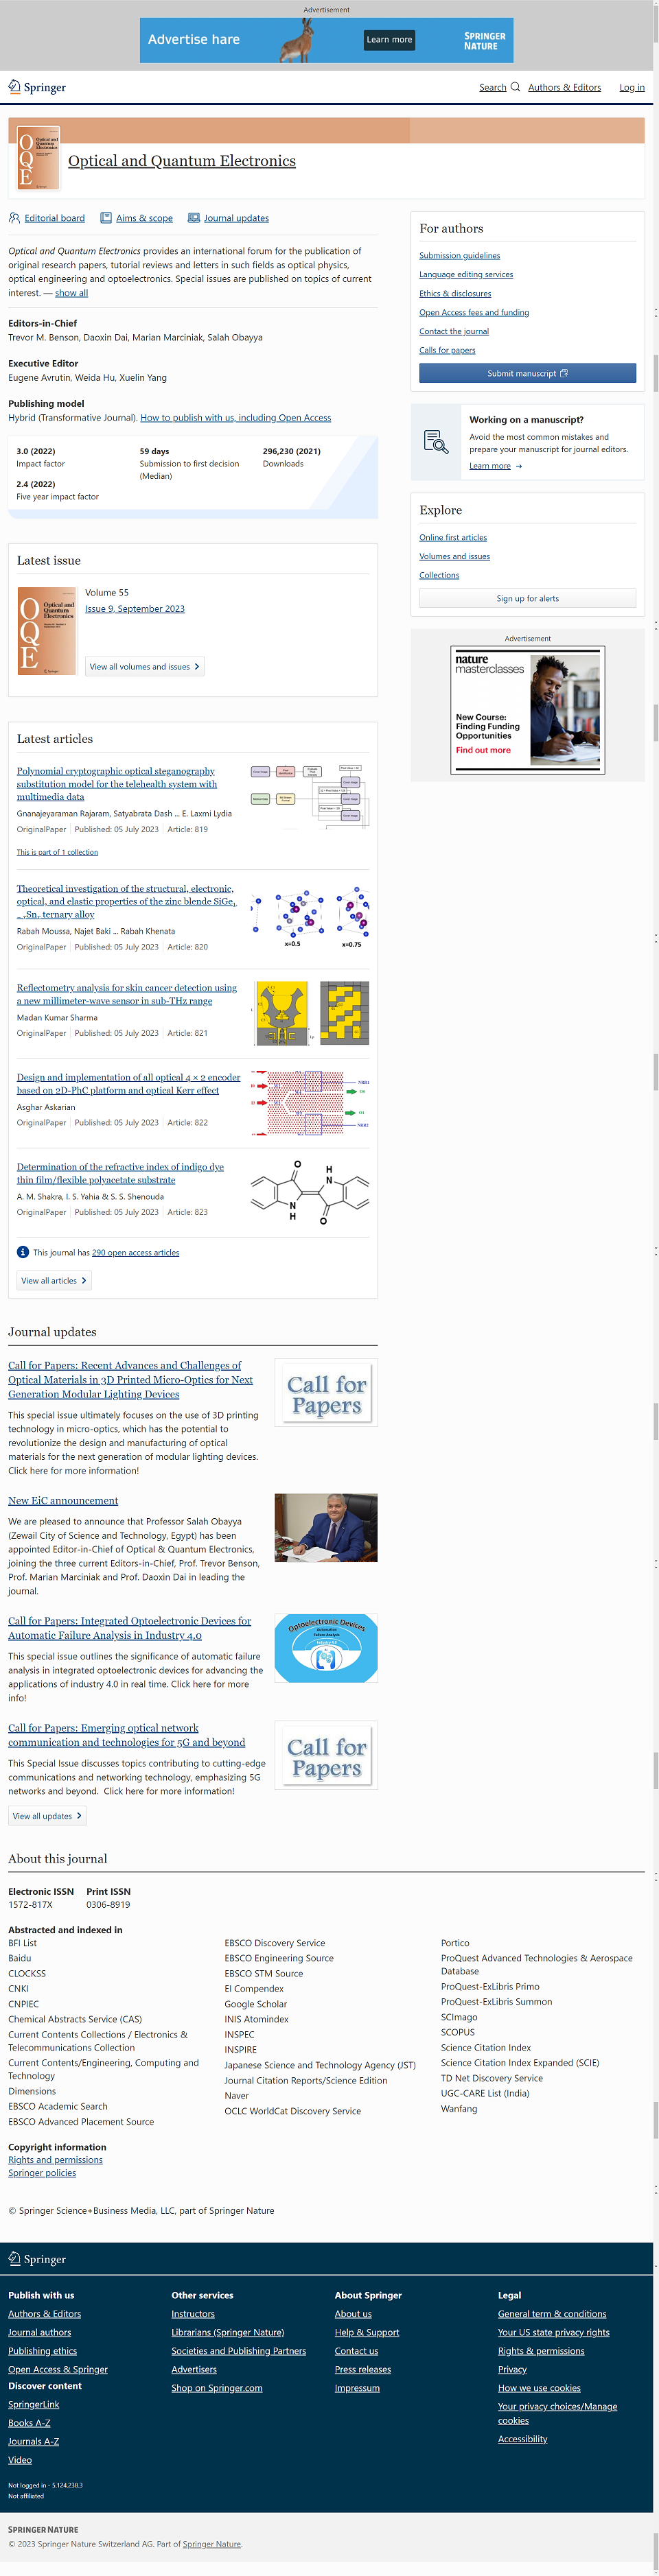 Advertisement
Advertise hare
Learn more
SPRINGER
NATURE
Springer
Search
Authors & Editors
Log in
OQE
Optical and
Quantum
Electronics
Optical and Quantum Electronics
Editorial board
Aims & scope
Journal updates
Optical and Quantum Electronics provides an international forum for the publication of
original research papers, tutorial reviews and letters in such fields as optical physics,
optical engineering and optoelectronics. Special issues are published on topics of current
interest. — show all
Editors-in-Chief
Trevor M. Benson, Daoxin Dai, Marian Marciniak, Salah Obayya
Executive Editor
Eugene Avrutin, Weida Hu, Xuelin Yang
Publishing model
Hybrid (Transformative Journal). How to publish with us, including Open Access
3.0 (2022)
Impact factor
2.4 (2022)
Five year impact factor
59 days
Submission to first decision
(Median)
296,230 (2021)
Downloads
For authors
Submission guidelines
Language editing services
Ethics & disclosures
Open Access fees and funding
Contact the journal
Calls for papers
Submit manuscript
Working on a manuscript?
Avoid the most common mistakes and
prepare your manuscript for journal editors.
Learn more →
Explore
Online first articles
Volumes and issues
Collections
Sign up for alerts
Advertisement
nature
masterclasses
New Course:
Finding Funding
Opportunities
Find out more
Latest issue
OQE
Optical and
Quantum
Electronics
Springer
Volume 55
Issue 9, September 2023
View all volumes and issues
Latest articles
Polynomial cryptographic optical steganography
substitution model for the telehealth system with
multimedia data
Gnanajeyaraman Rajaram, Satyabrata Dash ... E. Laxmi Lydia
OriginalPaper
Published: 05 July 2023
Article: 819
This is part of 1 collection
Theoretical investigation of the structural, electronic,
optical, and elastic properties of the zinc blende SiGe1
−xSnx ternary alloy
Rabah Moussa, Najet Baki ... Rabah Khenata
OriginalPaper
Published: 05 July 2023
Article: 820
x=0.5
x=0.75
Reflectometry analysis for skin cancer detection using
a new millimeter-wave sensor in sub-THz range
Madan Kumar Sharma
OriginalPaper
Published: 05 July 2023
Article: 821
Design and implementation of all optical 4 × 2 encoder
based on 2D-PhC platform and optical Kerr effect
Asghar Askarian
OriginalPaper
Published: 05 July 2023
Article: 822
Determination of the refractive index of indigo dye
thin film/flexible polyacetate substrate
A. M. Shakra, I. S. Yahia & S. S. Shenouda
OriginalPaper
Published: 05 July 2023
Article: 823
O
H
N
N
H
O
This journal has 290 open access articles
View all articles
Journal updates
Call for Papers: Recent Advances and Challenges of
Optical Materials in 3D Printed Micro-Optics for Next
Generation Modular Lighting Devices
This special issue ultimately focuses on the use of 3D printing
technology in micro-optics, which has the potential to
revolutionize the design and manufacturing of optical
materials for the next generation of modular lighting devices.
Click here for more information!
Call for
Papers
New EiC announcement
We are pleased to announce that Professor Salah Obayya
(Zewail City of Science and Technology, Egypt) has been
appointed Editor-in-Chief of Optical & Quantum Electronics,
joining the three current Editors-in-Chief, Prof. Trevor Benson,
Prof. Marian Marciniak and Prof. Daoxin Dai in leading the
journal.
Call for Papers: Integrated Optoelectronic Devices for
Automatic Failure Analysis in Industry 4.0
This special issue outlines the significance of automatic failure
analysis in integrated optoelectronic devices for advancing the
applications of industry 4.0 in real time. Click here for more
info!
Optoelectronic Devices
Automation
Failure Analysis
Call for Papers: Emerging optical network
communication and technologies for 5G and beyond
This Special Issue discusses topics contributing to cutting-edge
communications and networking technology, emphasizing 5G
networks and beyond. Click here for more information!
Call for
Papers
View all updates
About this journal
Electronic ISSN
1572-817X
Print ISSN
0306-8919
Abstracted and indexed in
BFI List
Baidu
CLOCKSS
CNKI
CNPIEC
Chemical Abstracts Service (CAS)
Current Contents Collections / Electronics &
Telecommunications Collection
Current Contents/Engineering, Computing and
Technology
Dimensions
EBSCO Academic Search
EBSCO Advanced Placement Source
EBSCO Discovery Service
EBSCO Engineering Source
EBSCO STM Source
EI Compendex
Google Scholar
INIS Atomindex
INSPEC
INSPIRE
Japanese Science and Technology Agency (JST)
Journal Citation Reports/Science Edition
Naver
OCLC WorldCat Discovery Service
Portico
ProQuest Advanced Technologies & Aerospace
Database
ProQuest-ExLibris Primo
ProQuest-ExLibris Summon
SCImago
SCOPUS
Science Citation Index
Science Citation Index Expanded (SCIE)
TD Net Discovery Service
UGC-CARE List (India)
Wanfang
Copyright information
Rights and permissions
Springer policies
© Springer Science+Business Media, LLC, part of Springer Nature
Springer
Publish with us
Authors & Editors
Journal authors
Publishing ethics
Open Access & Springer
Discover content
SpringerLink
Books A-Z
Journals A-Z
Video
Other services
Instructors
Librarians (Springer Nature)
Societies and Publishing Partners
Advertisers
Shop on Springer.com
About Springer
About us
Help & Support
Contact us
Press releases
Impressum
Legal
General term & conditions
Your US state privacy rights
Rights & permissions
Privacy
How we use cookies
Your privacy choices/Manage
cookies
Accessibility
Not logged in - 5.124.238.3
Not affiliated
SPRINGER NATURE
© 2023 Springer Nature Switzerland AG. Part of Springer Nature.